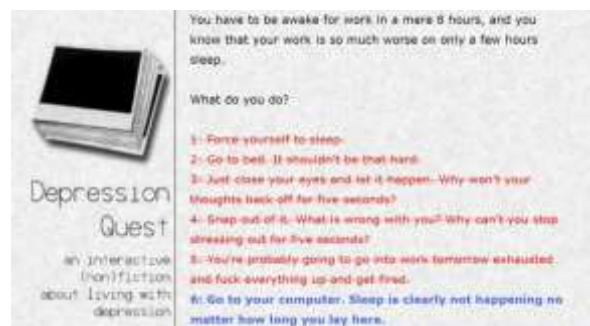 You have to be awake for work in a mere 8 hours, and you
know that your work is so much worse on only a few hours
sleep.
What do you do?
1: Force yourself to sleep.
2: Go to bed. It shouldn't be that hard.
3: Just close your eyes and let it happen. Why won't your
thoughts back off for five seconds?
4: Snap out of it. What is wrong with you? Why can't you stop
stressing out for five seconds?
5: You're probably going to go into work tomorrow exhausted
and fuck everything up and get fired.
6: Go to your computer. Sleep is clearly not happening no
matter how long you lay here.
Depression
Quest
an interactive
(non)fiction
about living with
depression